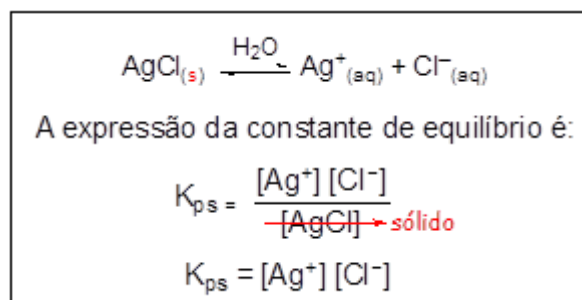 H₂O
AgCl(s) ⇌ Ag⁺(aq) + Cl⁻(aq)
A expressão da constante de equilíbrio é:
[Ag⁺] [Cl⁻]
Kps =
[AgCl] → sólido
Kps = [Ag⁺] [Cl⁻]